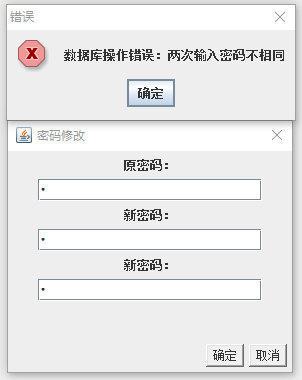 错误
数据库操作错误：两次输入密码不相同
确定
密码修改
原密码：
新密码：
新密码：
确定
取消